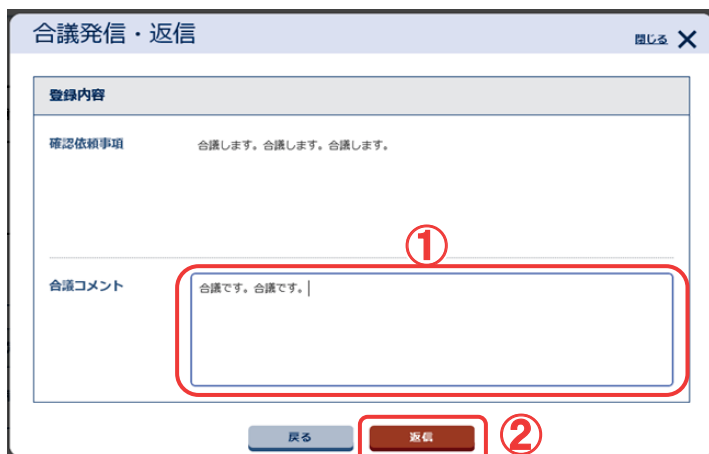 合議発信・返信
閉じる ×
登録内容
確認依頼事項
合議します。合議します。合議します。
①
合議コメント
合議です。合議です。
戻る
返信
②